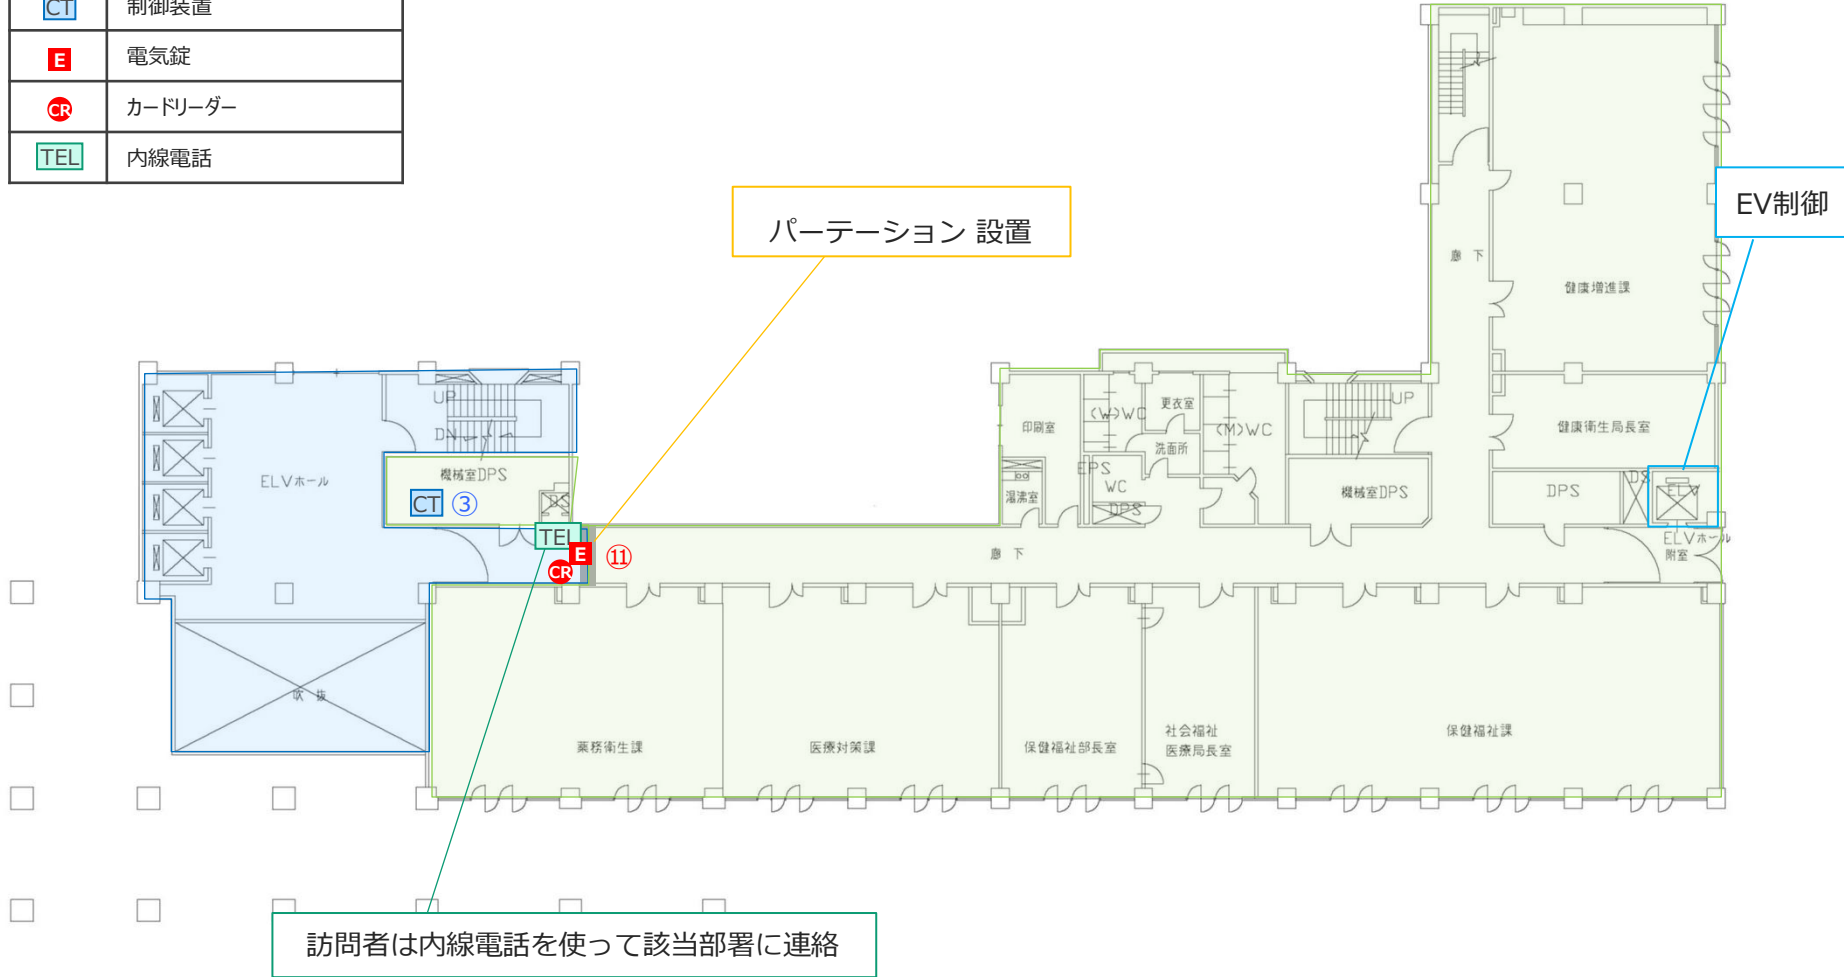 CT 制御装置
E 電気錠
CR カードリーダー
TEL 内線電話
パーテーション 設置
EV制御
廊 下
健康増進課
UP
DN
ELVホール
機械室DPS
CT ③
DS
TEL
E ⑪
CR
印刷室
(W)WC
更衣室
(M)WC
UP
洗面所
EPS
WC
湯沸室
DPS
機械室DPS
健康衛生局長室
DPS
DS
ELV
ELVホール
附室
廊 下
吹 抜
薬務衛生課
医療対策課
保健福祉部長室
社会福祉
医療局長室
保健福祉課
訪問者は内線電話を使って該当部署に連絡